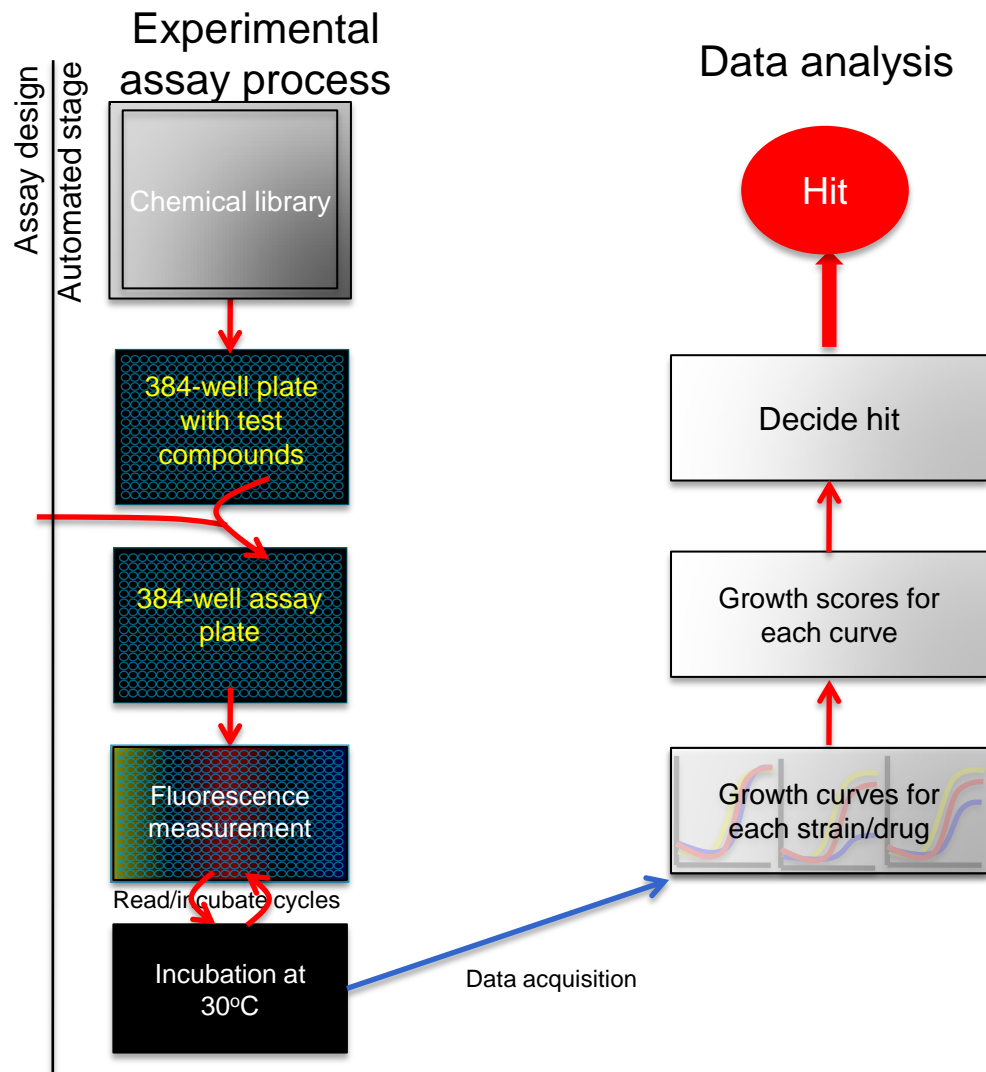 Assay design
Automated stage
Experimental
assay process
Chemical library
384-well plate
with test
compounds
384-well assay
plate
Fluorescence
measurement
Read/incubate cycles
Incubation at
30°C
Data acquisition
Data analysis
Hit
Decide hit
Growth scores for
each curve
Growth curves for
each strain/drug